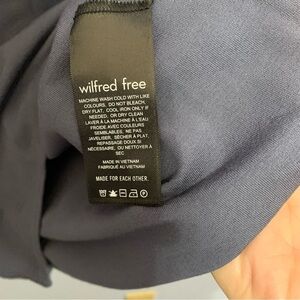 wilfred free
MACHINE WASH COLD WITH LIKE
COLOURS. DO NOT BLEACH.
DRY FLAT. COOL IRON ONLY IF
NEEDED. OR DRY CLEAN
LAVER À LA MACHINE À L'EAU
FROIDE AVEC COULEURS
SEMBLABLES. NE PAS
JAVELISER. SÉCHER À PLAT,
REPASSAGE DOUX SI
NÉCESSAIRE. OU NETTOYER À
SEC
MADE IN VIETNAM
FABRIQUÉ AU VIETNAM
MADE FOR EACH OTHER.